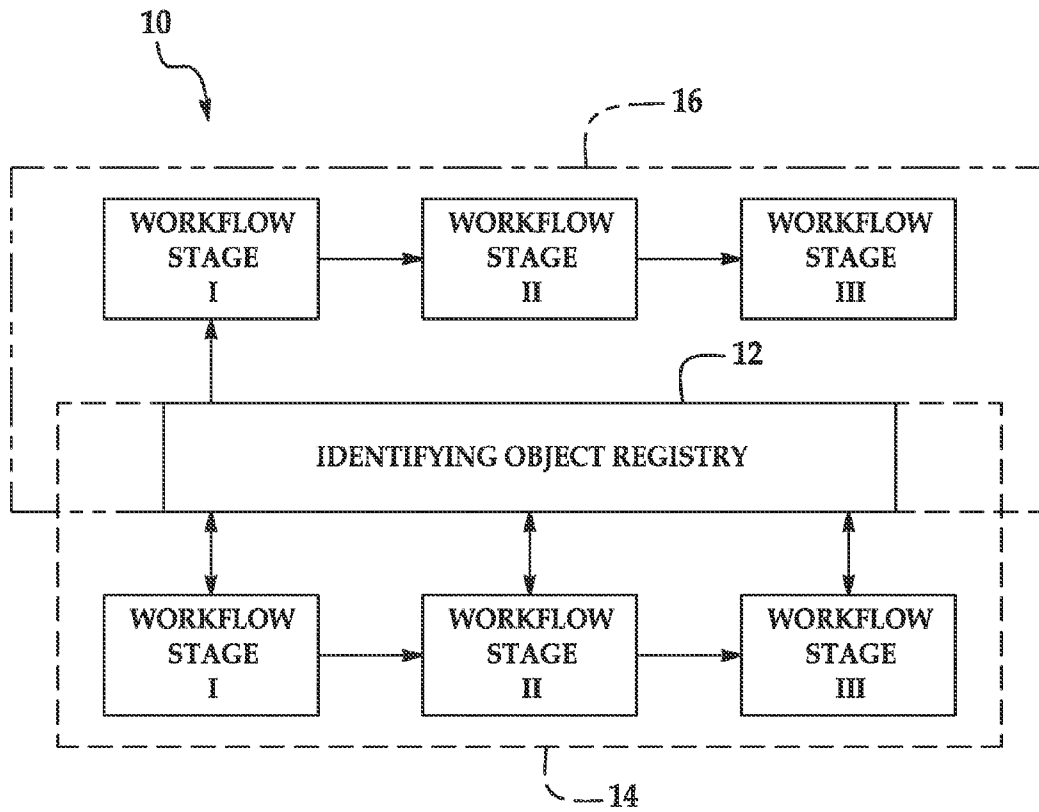 10
16
WORKFLOW
STAGE
I
WORKFLOW
STAGE
II
WORKFLOW
STAGE
III
12
IDENTIFYING OBJECT REGISTRY
WORKFLOW
STAGE
I
WORKFLOW
STAGE
II
WORKFLOW
STAGE
III
14